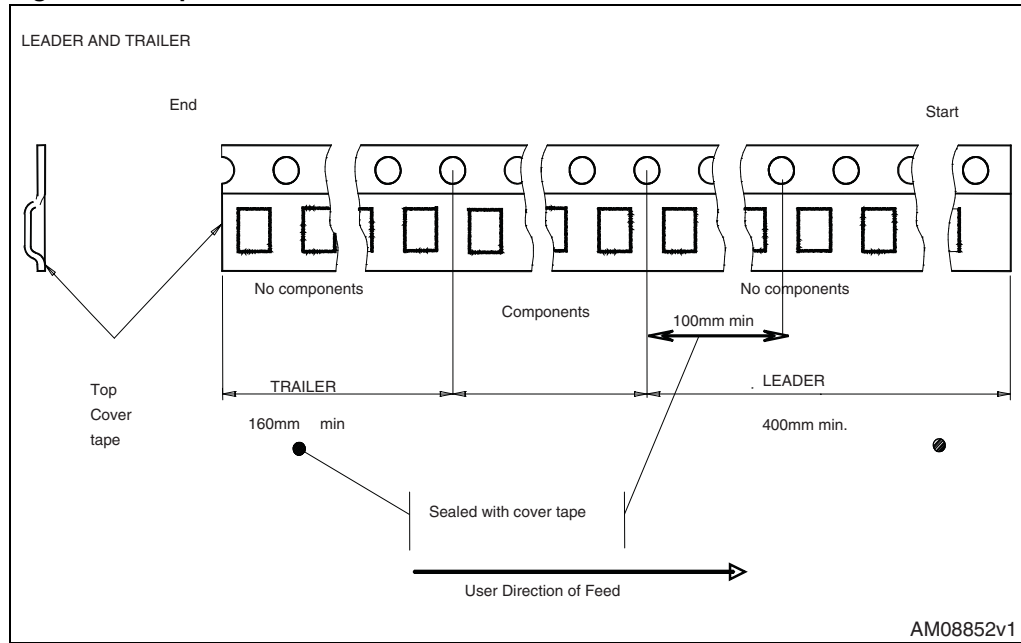 LEADER AND TRAILER
End
Start
No components
No components
Components
100mm min
TRAILER
LEADER
Top
Cover
tape
160mm min
400mm min.
Sealed with cover tape
User Direction of Feed
AM08852v1